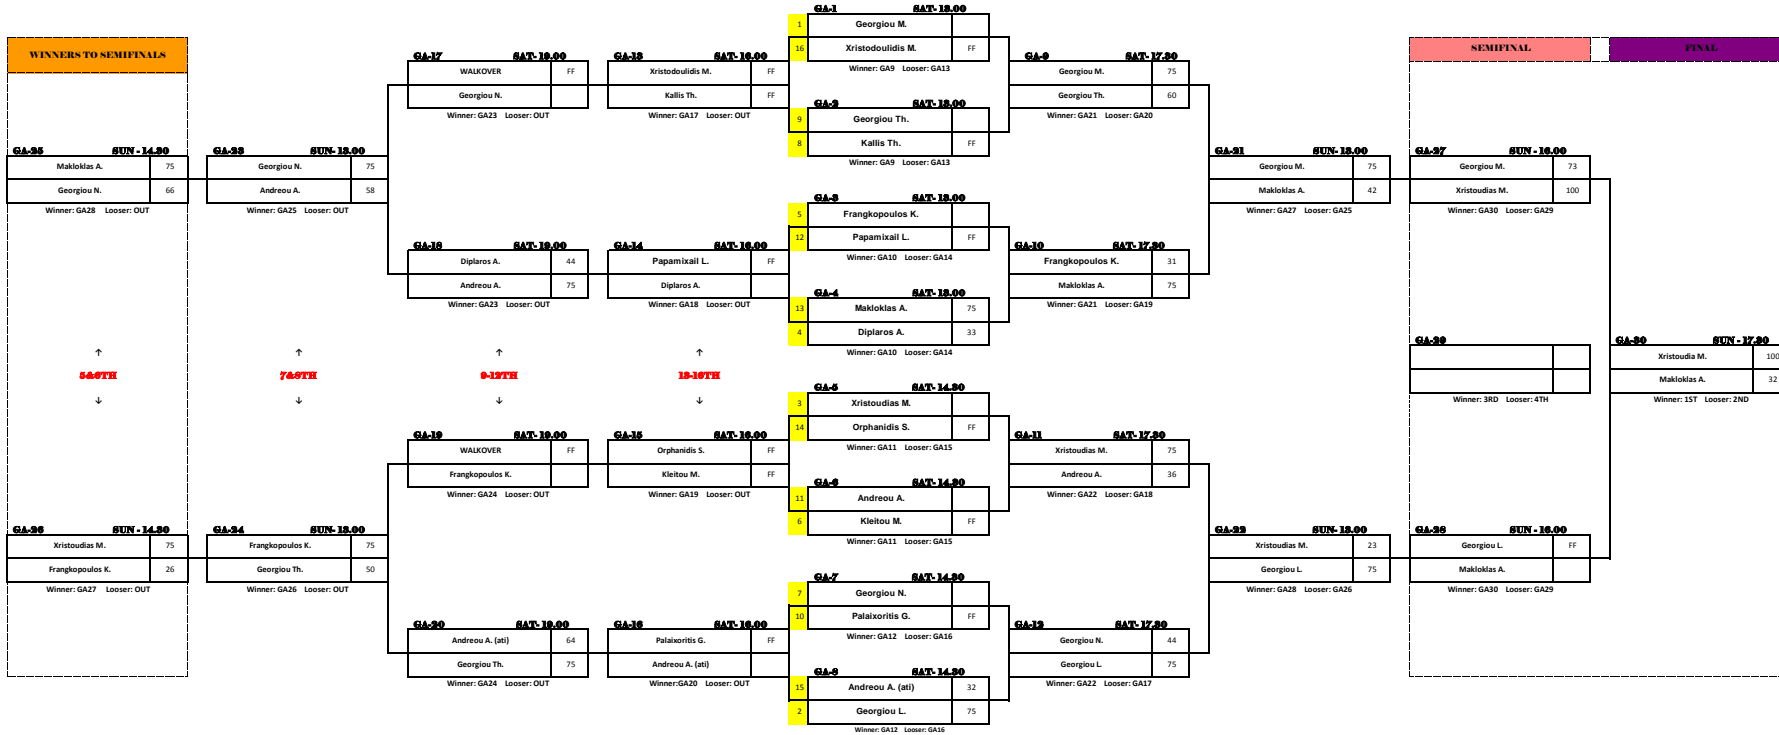 WINNERS TO SEMIFINALS
SEMIFINAL
FINAL
GA-25 SUN - 14.30
Makloklas A. 75
Georgiou N. 66
Winner: GA28 Looser: OUT
↑
5&6TH
↓
GA-26 SUN - 14.30
Xristoudias M. 75
Frangkopoulos K. 26
Winner: GA27 Looser: OUT
GA-23 SUN- 13.00
Georgiou N. 75
Andreou A. 58
Winner: GA25 Looser: OUT
↑
7&8TH
↓
GA-24 SUN- 13.00
Frangkopoulos K. 75
Georgiou Th. 50
Winner: GA26 Looser: OUT
GA-17 SAT- 19.00
WALKOVER FF
Georgiou N.
Winner: GA23 Looser: OUT
GA-18 SAT- 19.00
Diplaros A. 44
Andreou A. 75
Winner: GA23 Looser: OUT
↑
9-12TH
↓
GA-19 SAT- 19.00
WALKOVER FF
Frangkopoulos K.
Winner: GA24 Looser: OUT
GA-20 SAT- 19.00
Andreou A. (ati) 64
Georgiou Th. 75
Winner: GA24 Looser: OUT
GA-13 SAT- 16.00
Xristodoulidis M. FF
Kallis Th. FF
Winner: GA17 Looser: OUT
GA-14 SAT- 16.00
Papamixail L. FF
Diplaros A.
Winner: GA18 Looser: OUT
↑
13-16TH
↓
GA-15 SAT- 16.00
Orphanidis S. FF
Kleitou M. FF
Winner: GA19 Looser: OUT
GA-16 SAT- 16.00
Palaixoritis G. FF
Andreou A. (ati)
Winner:GA20 Looser: OUT
GA-1 SAT- 13.00
1 Georgiou M.
16 Xristodoulidis M. FF
Winner: GA9 Looser: GA13
GA-2 SAT- 13.00
9 Georgiou Th.
8 Kallis Th. FF
Winner: GA9 Looser: GA13
GA-3 SAT- 13.00
5 Frangkopoulos K.
12 Papamixail L. FF
Winner: GA10 Looser: GA14
GA-4 SAT- 13.00
13 Makloklas A. 75
4 Diplaros A. 33
Winner: GA10 Looser: GA14
GA-5 SAT- 14.30
3 Xristoudias M.
14 Orphanidis S. FF
Winner: GA11 Looser: GA15
GA-6 SAT- 14.30
11 Andreou A.
6 Kleitou M. FF
Winner: GA11 Looser: GA15
GA-7 SAT- 14.30
7 Georgiou N.
10 Palaixoritis G. FF
Winner: GA12 Looser: GA16
GA-8 SAT- 14.30
15 Andreou A. (ati) 32
2 Georgiou L. 75
Winner: GA12 Looser: GA16
GA-9 SAT- 17.30
Georgiou M. 75
Georgiou Th. 60
Winner: GA21 Looser: GA20
GA-10 SAT- 17.30
Frangkopoulos K. 31
Makloklas A. 75
Winner: GA21 Looser: GA19
GA-11 SAT- 17.30
Xristoudias M. 75
Andreou A. 36
Winner: GA22 Looser: GA18
GA-12 SAT- 17.30
Georgiou N. 44
Georgiou L. 75
Winner: GA22 Looser: GA17
GA-21 SUN- 13.00
Georgiou M. 75
Makloklas A. 42
Winner: GA27 Looser: GA25
GA-22 SUN- 13.00
Xristoudias M. 23
Georgiou L. 75
Winner: GA28 Looser: GA26
GA-27 SUN - 16.00
Georgiou M. 73
Xristoudias M. 100
Winner: GA30 Looser: GA29
GA-29
Winner: 3RD Looser: 4TH
GA-28 SUN - 16.00
Georgiou L. FF
Makloklas A.
Winner: GA30 Looser: GA29
GA-30 SUN - 17.30
Xristoudia M. 100
Makloklas A. 32
Winner: 1ST Looser: 2ND